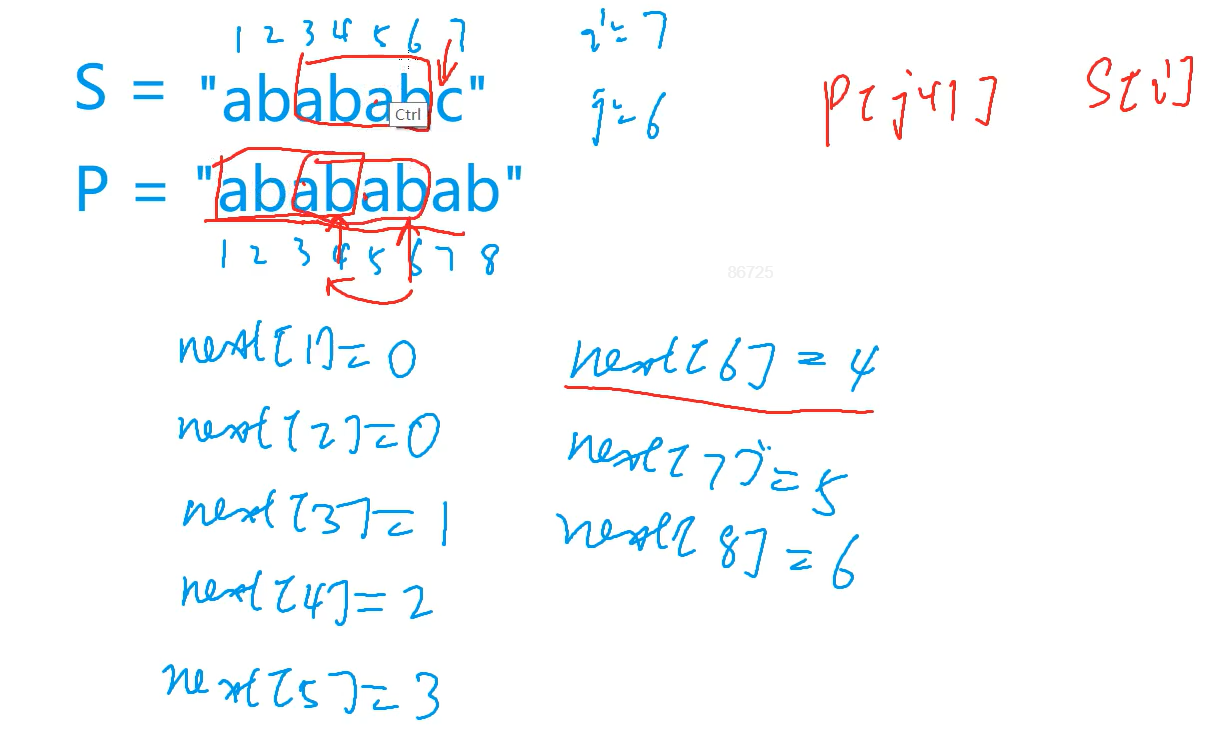 1 2 3 4 5 6 7
S = "abababc"
Ctrl
P = "abababab"
1 2 3 4 5 6 7 8
i = 7
j = 6
P[j+1] S[i]
86725
next[1]=0
next[2]=0
next[3]=1
next[4]=2
next[5]=3
next[6]=4
next[7]=5
next[8]=6